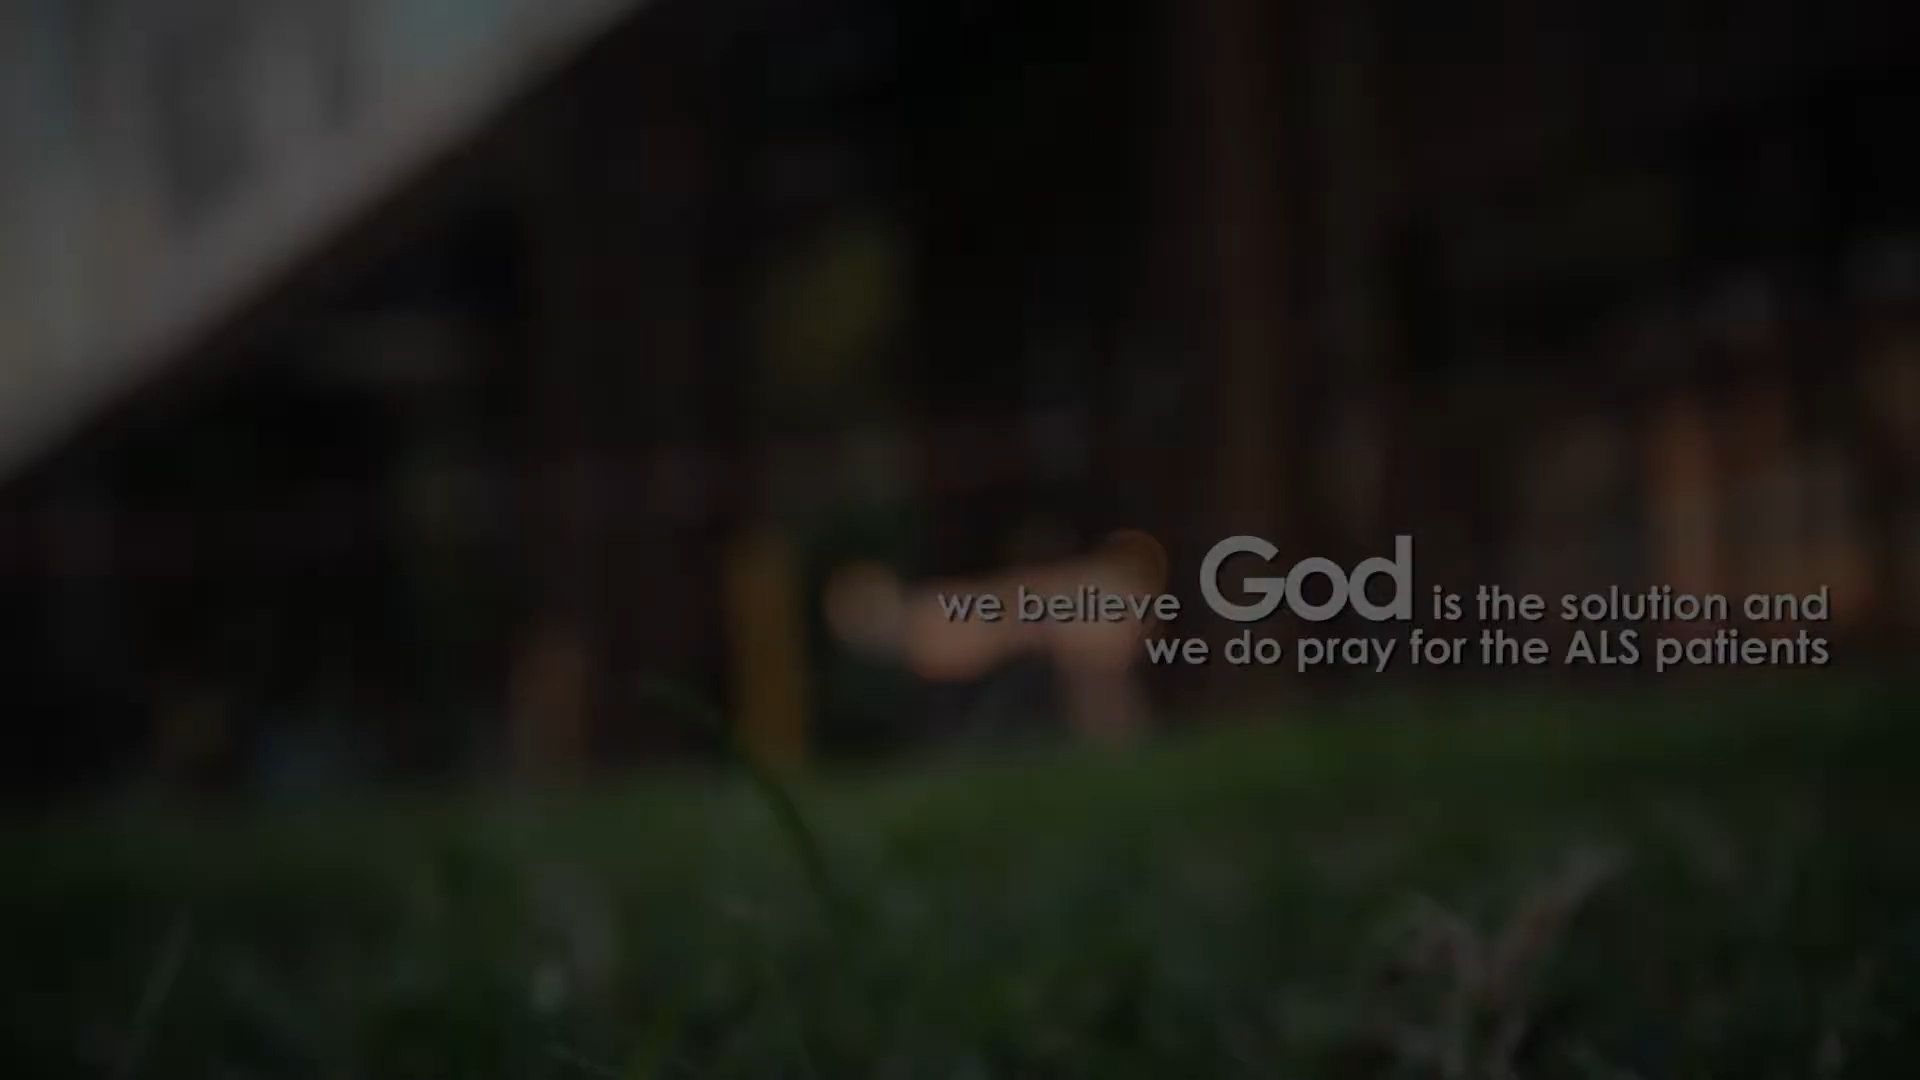 we believe God is the solution and
we do pray for the ALS patients